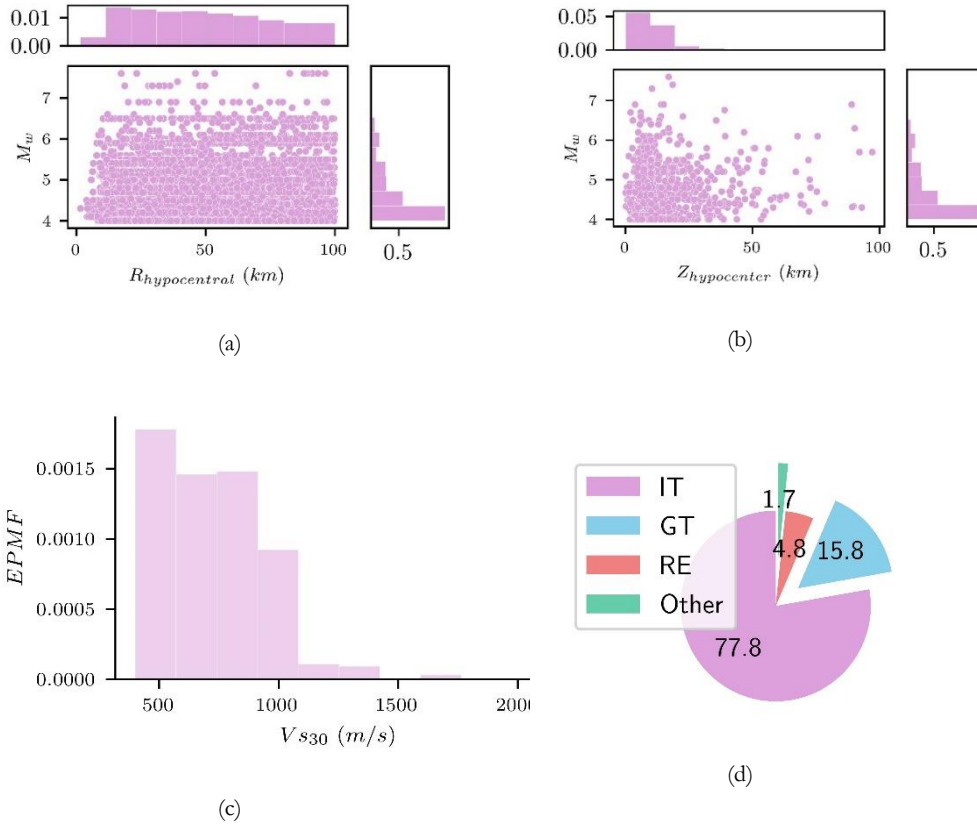 0.01
0.00
7
6
5
4
M_w
0 50 100
R_hypocentral (km)
0.5
(a)
0.05
0.00
7
6
5
4
M_w
0 50 100
Z_hypocenter (km)
0.5
(b)
0.0015
0.0010
0.0005
0.0000
EPMF
500 1000 1500
Vs_30 (m/s)
(c)
IT
GT
RE
Other
1.7
4.8
15.8
77.8
(d)